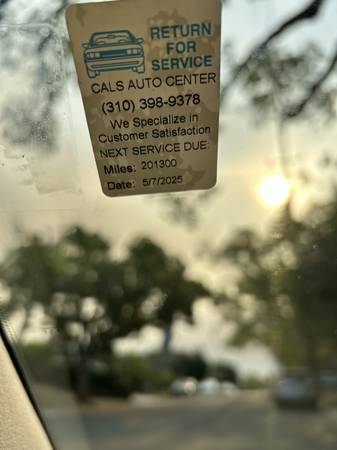 RETURN
FOR
SERVICE
CALS AUTO CENTER
(310) 398-9378
We Specialize in
Customer Satisfaction
NEXT SERVICE DUE
Miles: 201300
Date: 5/7/2025